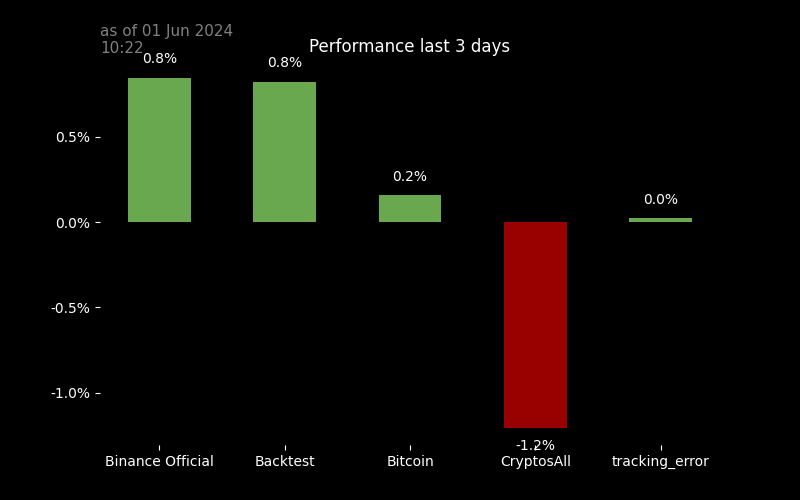 as of 01 Jun 2024
10:22
Performance last 3 days
0.8%
0.8%
0.2%
-1.2%
0.0%
0.5%
0.0%
-0.5%
-1.0%
Binance Official
Backtest
Bitcoin
CryptosAll
tracking_error